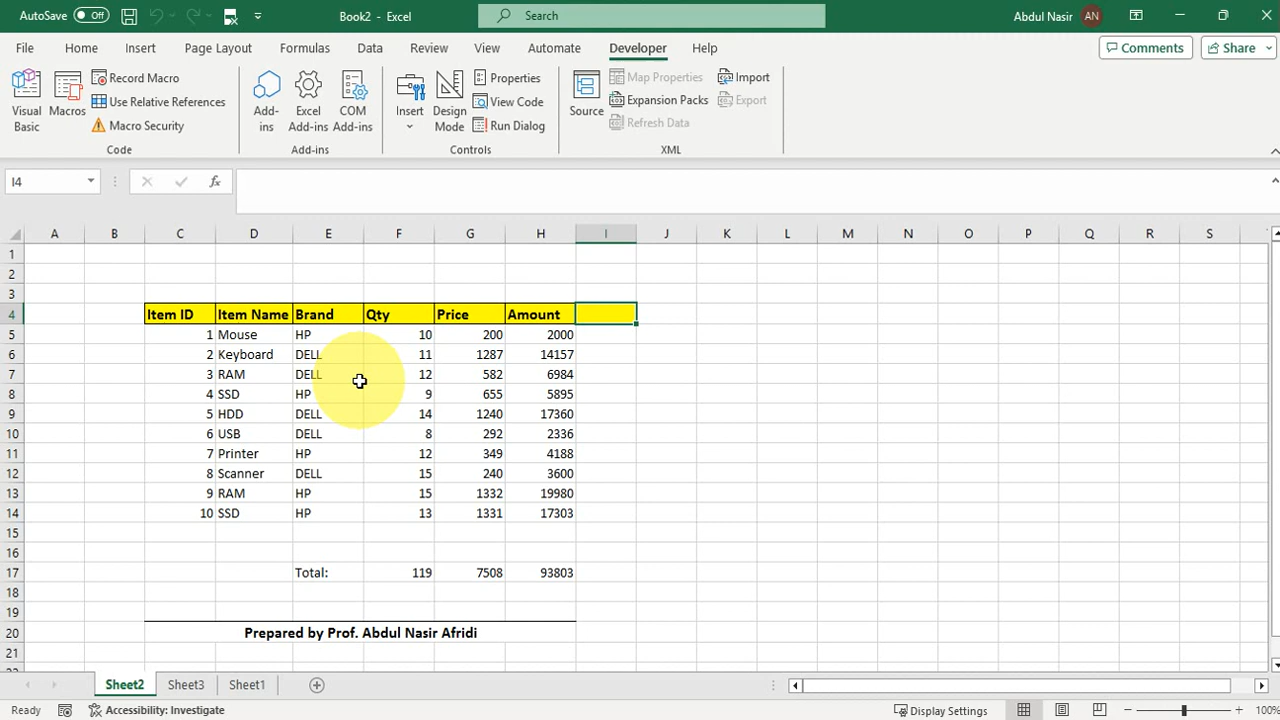 AutoSave Off Book2 - Excel Search Abdul Nasir AN
File Home Insert Page Layout Formulas Data Review View Automate Developer Help Comments Share
Visual Basic Macros Record Macro Use Relative References Macro Security Code
Add-ins Excel Add-ins COM Add-ins Add-ins
Insert Design Mode Properties View Code Run Dialog Controls
Source Map Properties Expansion Packs Refresh Data Import Export XML
I4 fx
A B C D E F G H I J K L M N O P Q R S
1
2
3
4 Item ID Item Name Brand Qty Price Amount
5 1 Mouse HP 10 200 2000
6 2 Keyboard DELL 11 1287 14157
7 3 RAM DELL 12 582 6984
8 4 SSD HP 9 655 5895
9 5 HDD DELL 14 1240 17360
10 6 USB DELL 8 292 2336
11 7 Printer HP 12 349 4188
12 8 Scanner DELL 15 240 3600
13 9 RAM HP 15 1332 19980
14 10 SSD HP 13 1331 17303
15
16
17 Total: 119 7508 93803
18
19
20 Prepared by Prof. Abdul Nasir Afridi
21
Sheet2 Sheet3 Sheet1
Ready Accessibility: Investigate Display Settings 100%